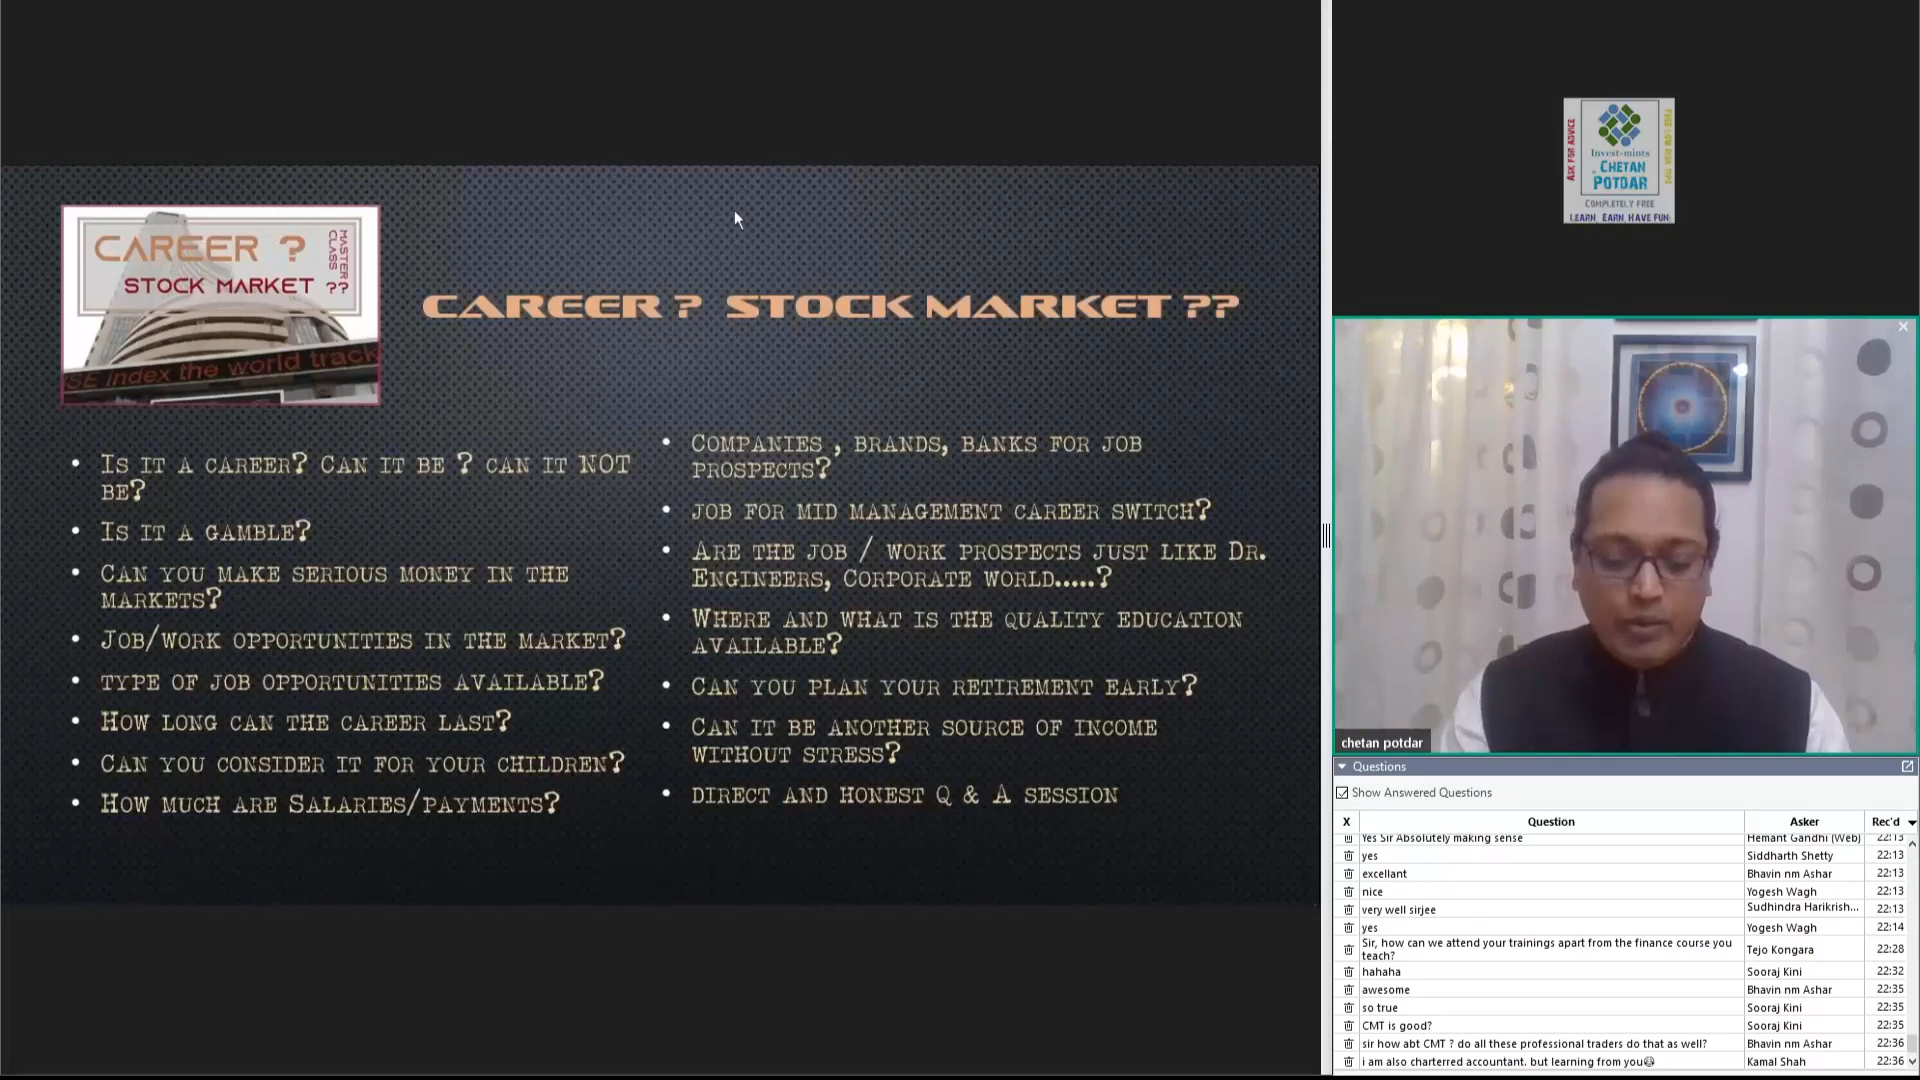 CAREER ?
STOCK MARKET ??
MASTER
CLASS
SE index the world track
CAREER ? STOCK MARKET ??
• Is it a career? Can it be ? can it NOT
be?
• Is it a gamble?
• Can you make serious money in the
markets?
• Job/work opportunities in the market?
• type of job opportunities available?
• How long can the career last?
• Can you consider it for your children?
• How much are Salaries/payments?
• Companies , brands, banks for job
prospects?
• job for mid management career switch?
• Are the job / work prospects just like Dr.
Engineers, Corporate world.....?
• Where and what is the quality education
available?
• Can you plan your retirement early?
• Can it be another source of income
without stress?
• direct and honest Q & A session
ASK FOR ADVICE
Invest-mints
CHETAN
POTDAR
COMPLETELY FREE
LEARN EARN HAVE FUN
chetan potdar
Questions
Show Answered Questions
X Question Asker Rec'd
Yes Sir Absolutely making sense Hemant Gandhi (Web) 22:13
yes Siddharth Shetty 22:13
excellant Bhavin nm Ashar 22:13
nice Yogesh Wagh 22:13
very well sirjee Sudhindra Harikrish... 22:13
yes Yogesh Wagh 22:14
Sir, how can we attend your trainings apart from the finance course you
teach? Tejo Kongara 22:28
hahaha Sooraj Kini 22:32
awesome Bhavin nm Ashar 22:35
so true Sooraj Kini 22:35
CMT is good? Sooraj Kini 22:35
sir how abt CMT ? do all these professional traders do that as well? Bhavin nm Ashar 22:36
i am also charterred accountant. but learning from you Kamal Shah 22:36